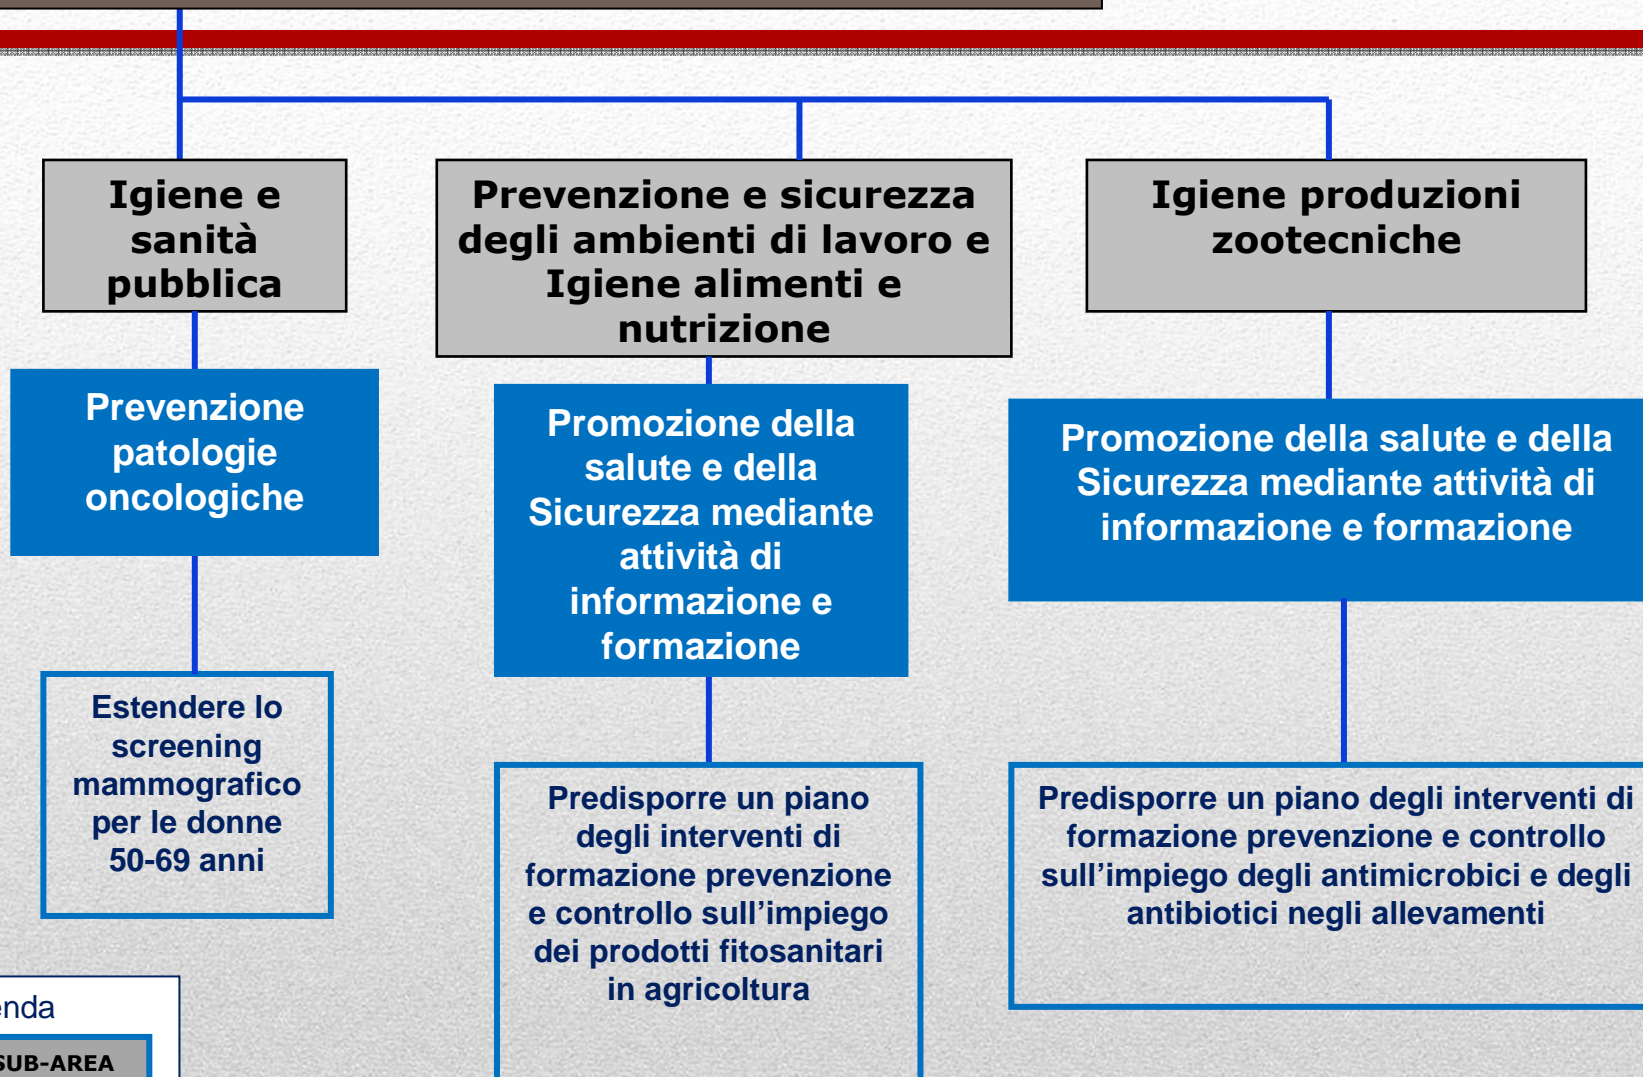 Igiene e
sanità
pubblica
Prevenzione e sicurezza
degli ambienti di lavoro e
Igiene alimenti e
nutrizione
Igiene produzioni
zootecniche
Prevenzione
patologie
oncologiche
Promozione della
salute e della
Sicurezza mediante
attività di
informazione e
formazione
Promozione della salute e della
Sicurezza mediante attività di
informazione e formazione
Estendere lo
screening
mammografico
per le donne
50-69 anni
Predisporre un piano
degli interventi di
formazione prevenzione
e controllo sull’impiego
dei prodotti fitosanitari
in agricoltura
Predisporre un piano degli interventi di
formazione prevenzione e controllo
sull’impiego degli antimicrobici e degli
antibiotici negli allevamenti
enda
SUB-AREA